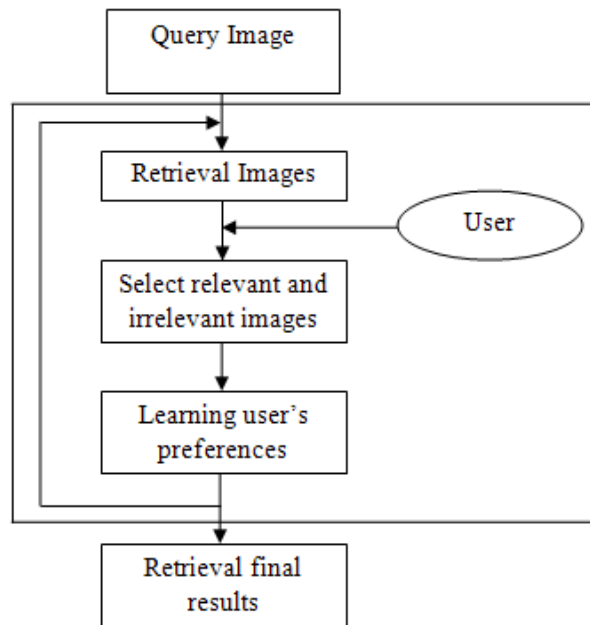 Query Image
Retrieval Images
User
Select relevant and
irrelevant images
Learning user’s
preferences
Retrieval final
results